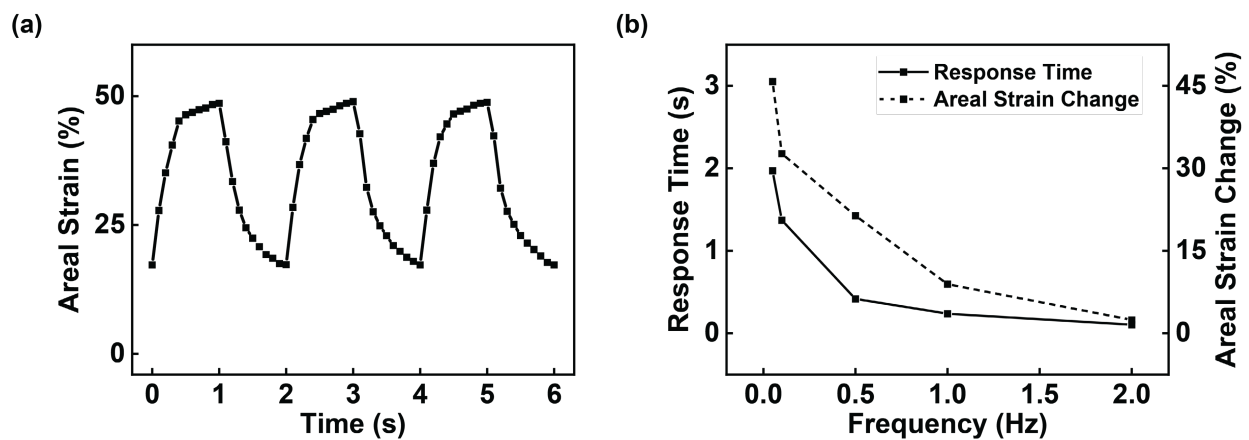 (a)
Areal Strain (%)
50
25
0
0 1 2 3 4 5 6
Time (s)
(b)
Response Time (s)
3
2
1
0
Response Time
Areal Strain Change
45
30
15
0
Areal Strain Change (%)
0.0 0.5 1.0 1.5 2.0
Frequency (Hz)